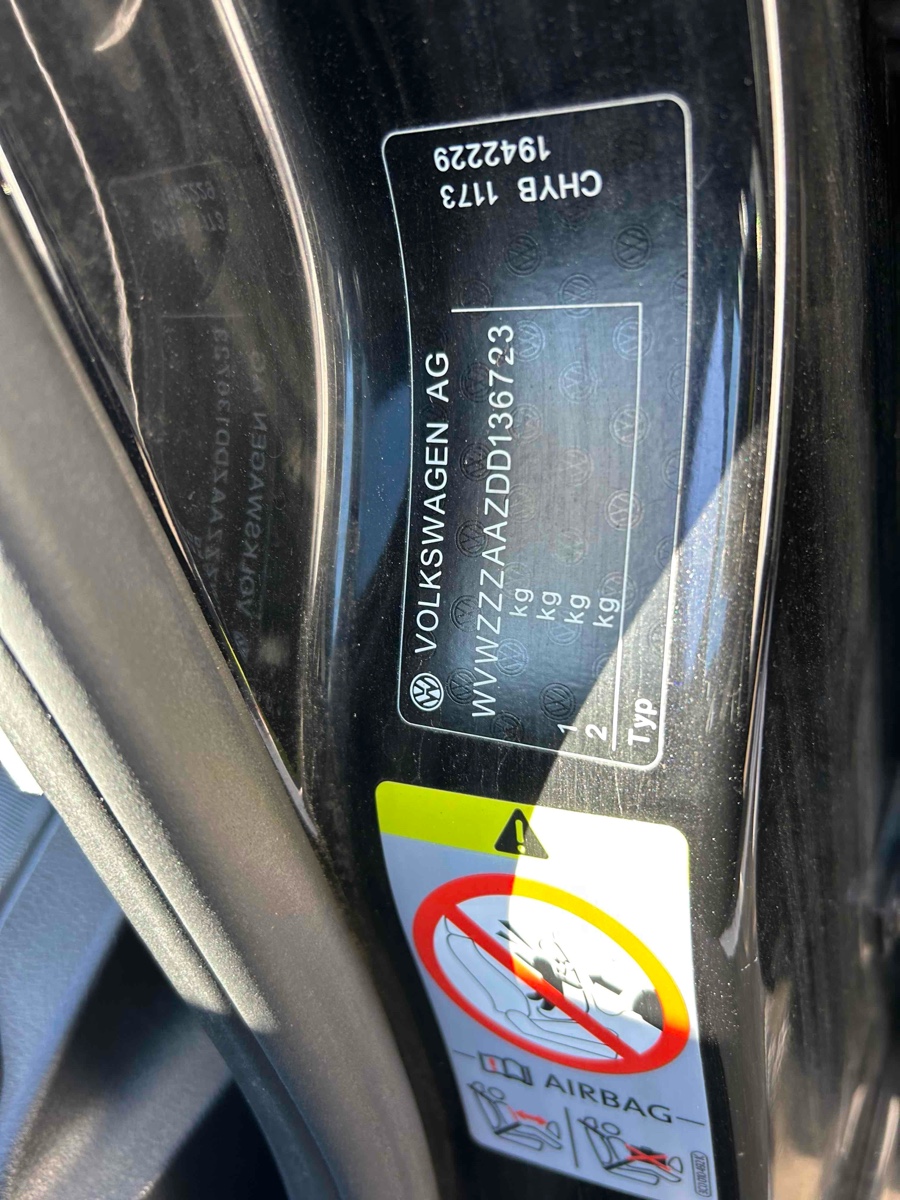 VOLKSWAGEN AG
WVWZZZAAZDD136723
kg
kg
1 kg
2 kg
Typ
CHYB 1173
1942229
AIRBAG